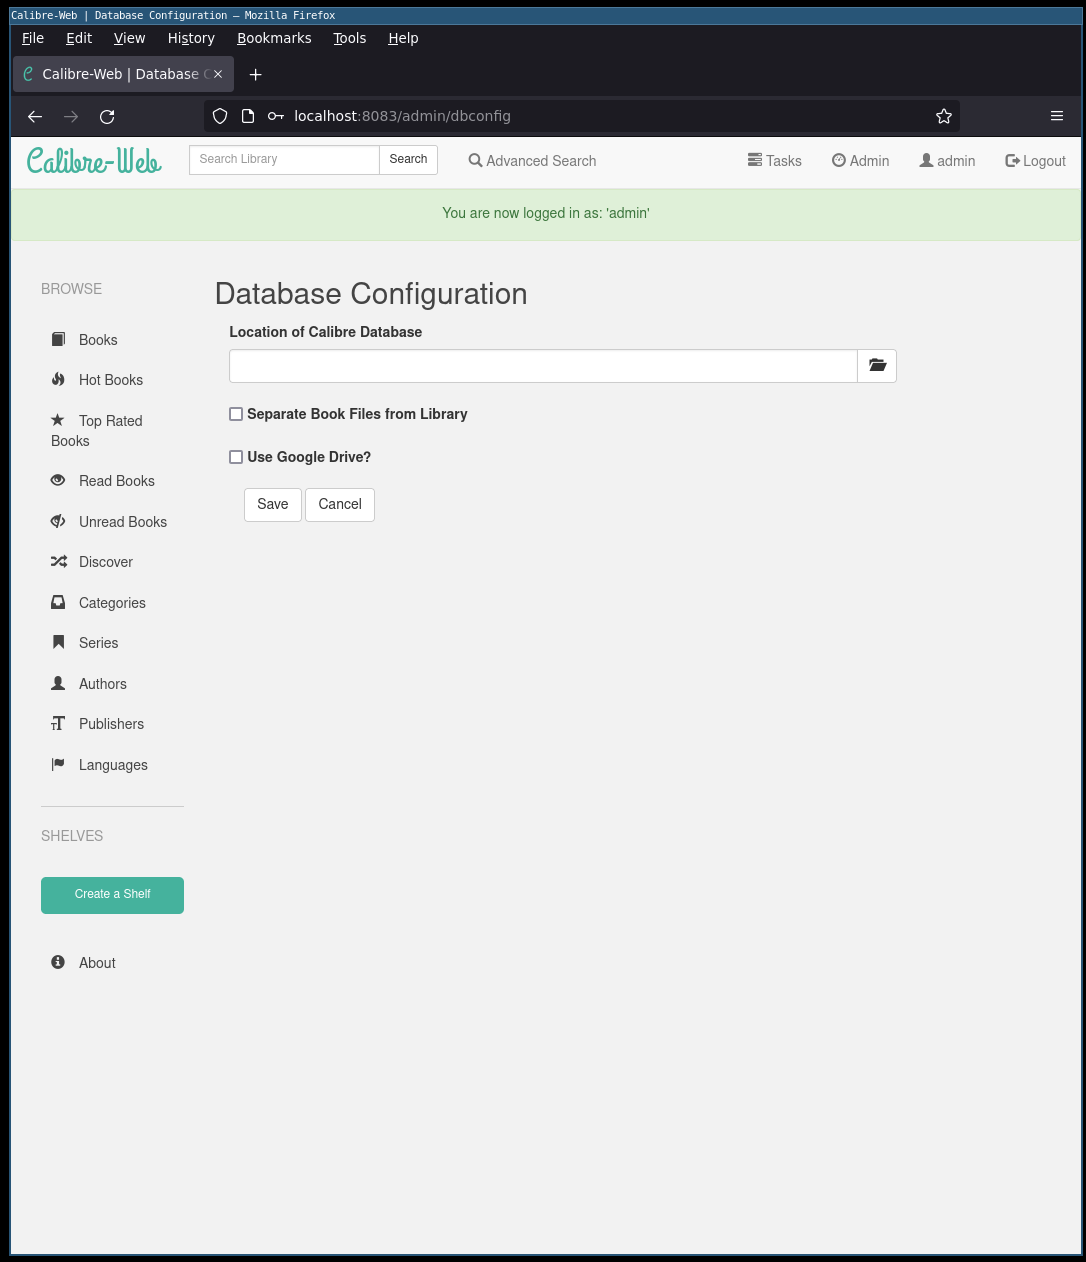 Calibre-Web | Database Configuration — Mozilla Firefox
File Edit View History Bookmarks Tools Help
Calibre-Web | Database C
localhost:8083/admin/dbconfig
Calibre-Web
Search Library
Search
Advanced Search
Tasks
Admin
admin
Logout
You are now logged in as: 'admin'
BROWSE
Books
Hot Books
Top Rated
Books
Read Books
Unread Books
Discover
Categories
Series
Authors
Publishers
Languages
SHELVES
Create a Shelf
About
Database Configuration
Location of Calibre Database
Separate Book Files from Library
Use Google Drive?
Save
Cancel